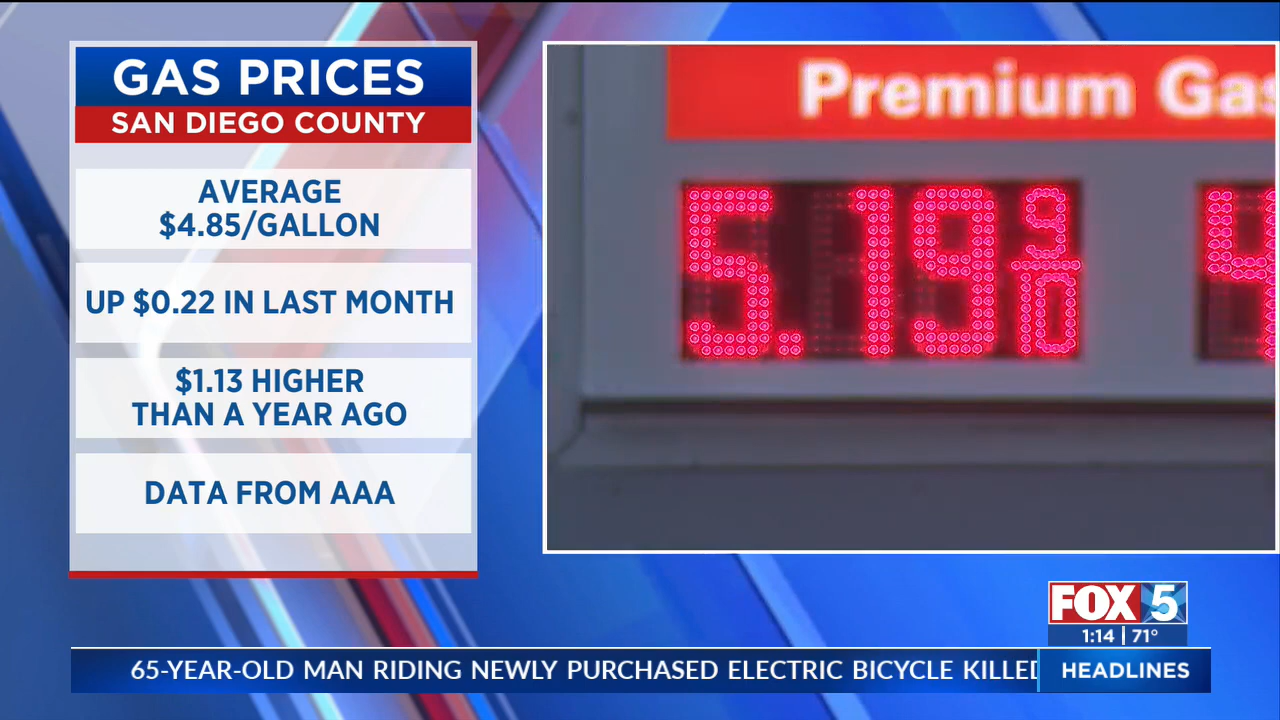 GAS PRICES
SAN DIEGO COUNTY
AVERAGE
$4.85/GALLON
UP $0.22 IN LAST MONTH
$1.13 HIGHER
THAN A YEAR AGO
DATA FROM AAA
Premium Gas
5.19 9/10
4
FOX 5
1:14 | 71°
65-YEAR-OLD MAN RIDING NEWLY PURCHASED ELECTRIC BICYCLE KILLED
HEADLINES